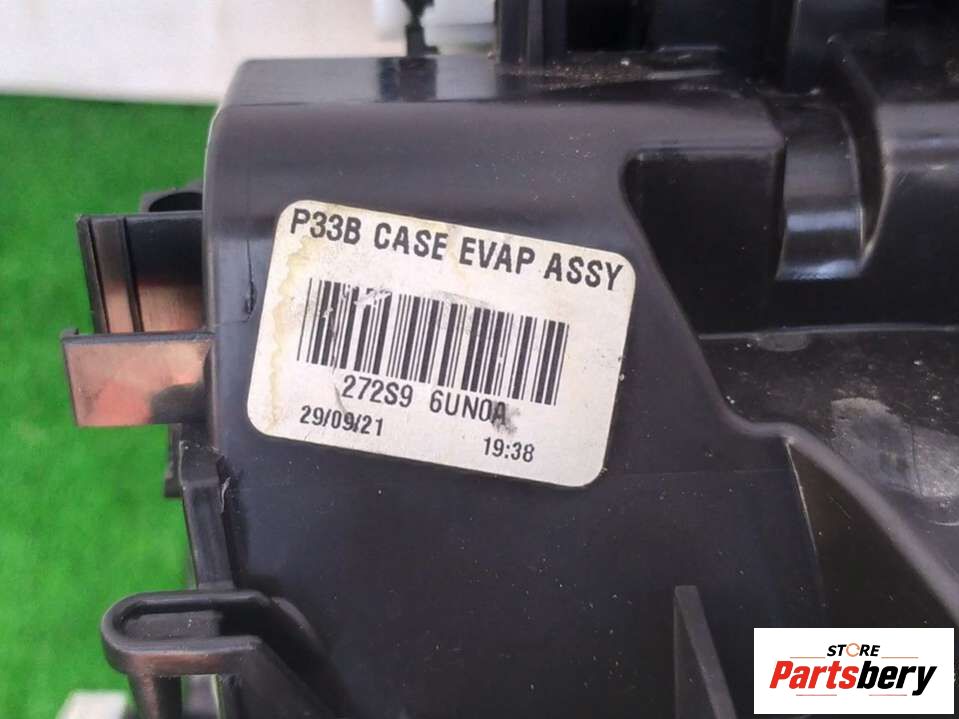 P33B CASE EVAP ASSY
272S9 6UN0A
29/09/21 19:38
STORE
Partsbery